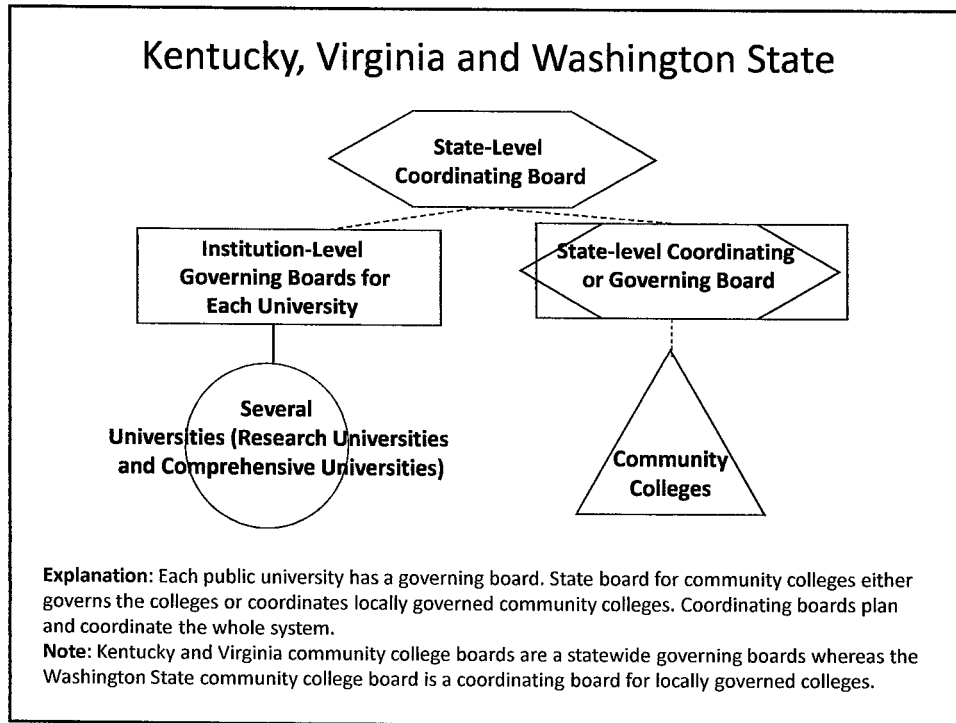 Kentucky, Virginia and Washington State
State-Level
Coordinating Board
Institution-Level
Governing Boards for
Each University
State-level Coordinating
or Governing Board
Several
Universities (Research Universities
and Comprehensive Universities)
Community
Colleges
Explanation: Each public university has a governing board. State board for community colleges either
governs the colleges or coordinates locally governed community colleges. Coordinating boards plan
and coordinate the whole system.
Note: Kentucky and Virginia community college boards are a statewide governing boards whereas the
Washington State community college board is a coordinating board for locally governed colleges.